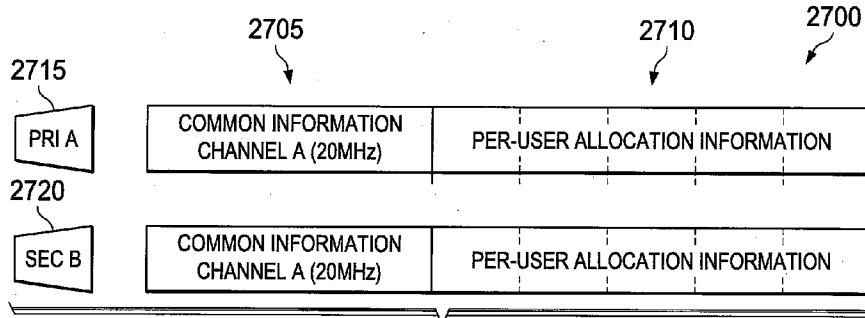 2705
2710
2700
2715
PRI A
COMMON INFORMATION
CHANNEL A (20MHz)
PER-USER ALLOCATION INFORMATION
2720
SEC B
COMMON INFORMATION
CHANNEL A (20MHz)
PER-USER ALLOCATION INFORMATION